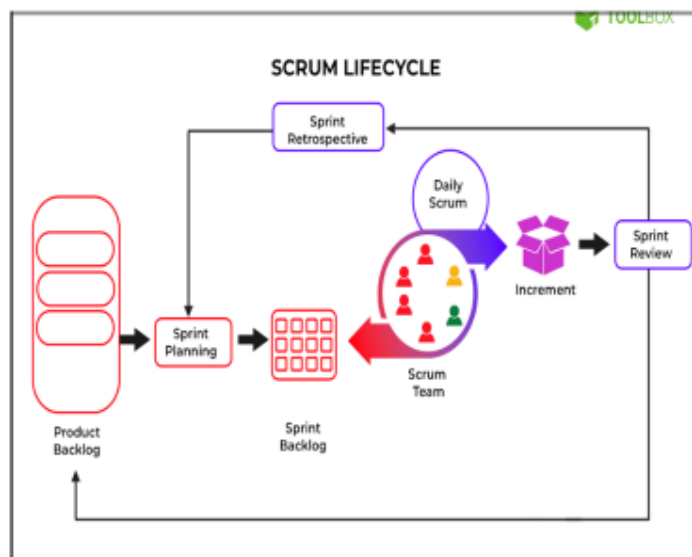 TOOLBOX
SCRUM LIFECYCLE
Sprint
Retrospective
Daily
Scrum
Sprint
Review
Increment
Sprint
Planning
Scrum
Team
Product
Backlog
Sprint
Backlog